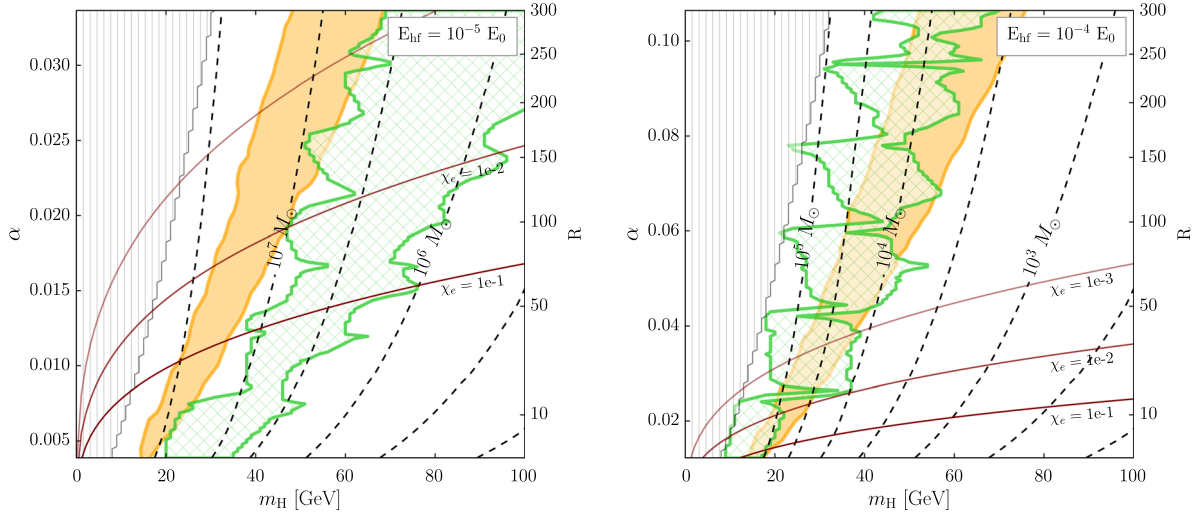 E_hf = 10^-5 E_0
α
0.030
0.025
0.020
0.015
0.010
0.005
0 20 40 60 80 100
m_H [GeV]
300
250
200
150
100
50
10
R
10^7 M_⊙
10^6 M_⊙
χ_e = 1e-2
χ_e = 1e-1
E_hf = 10^-4 E_0
α
0.10
0.08
0.06
0.04
0.02
0 20 40 60 80 100
m_H [GeV]
300
250
200
150
100
50
10
R
10^5 M_⊙
10^4 M_⊙
10^3 M_⊙
χ_e = 1e-3
χ_e = 1e-2
χ_e = 1e-1